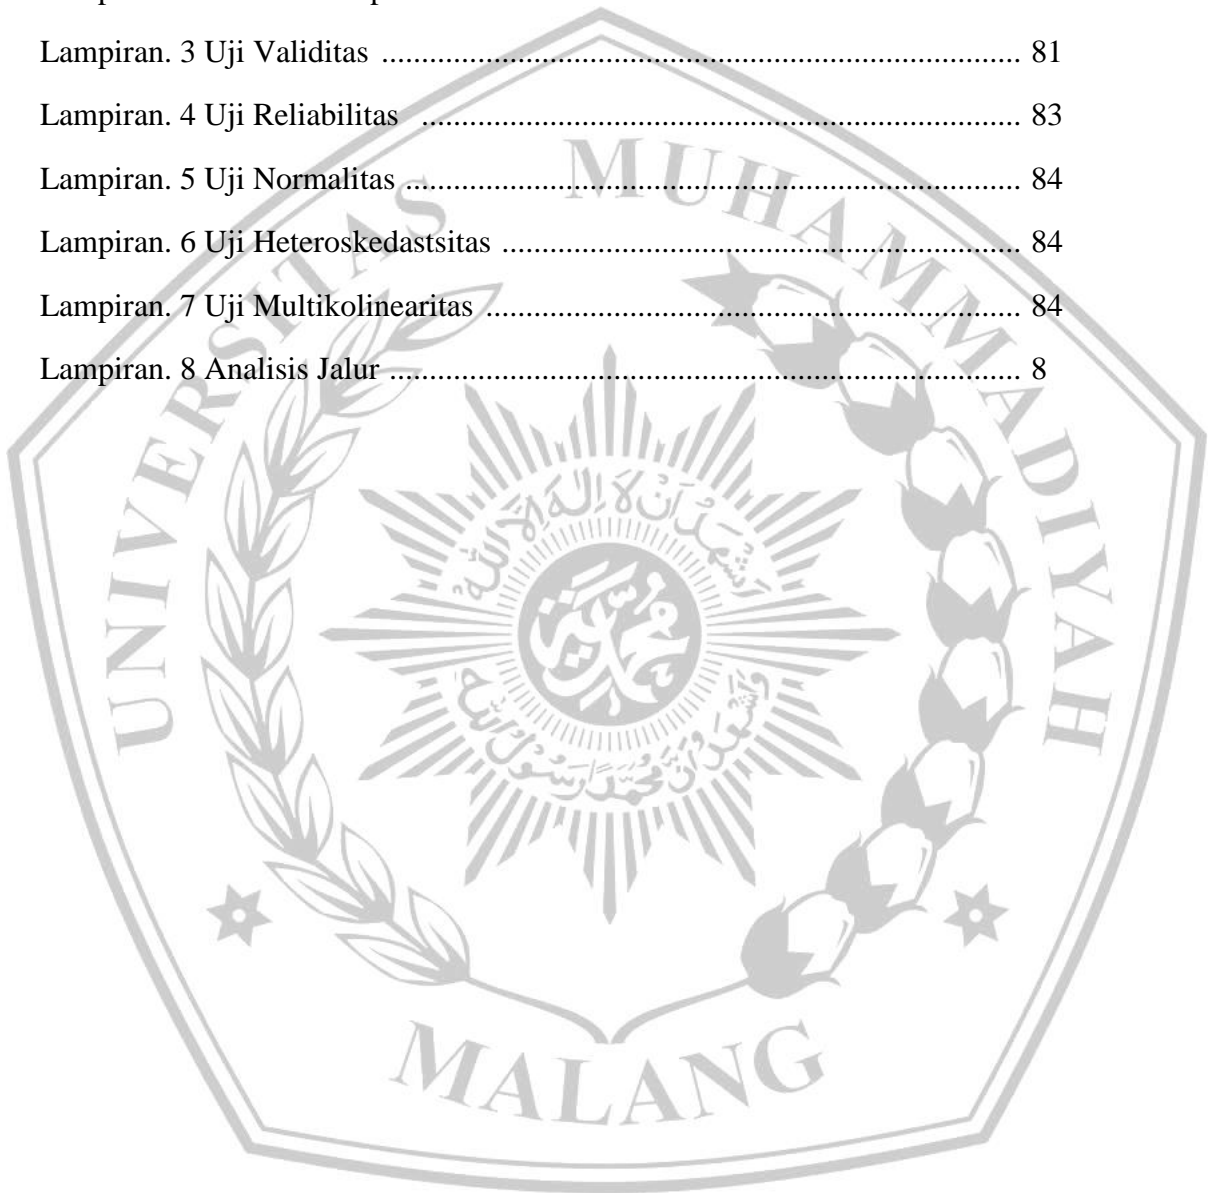 Lampiran. 3 Uji Validitas ................................................................................ 81
Lampiran. 4 Uji Reliabilitas ........................................................................... 83
Lampiran. 5 Uji Normalitas ............................................................................. 84
Lampiran. 6 Uji Heteroskedastsitas ................................................................. 84
Lampiran. 7 Uji Multikolinearitas ................................................................... 84
Lampiran. 8 Analisis Jalur ............................................................................... 8
UNIVERSITAS MUHAMMADIYAH
MALANG